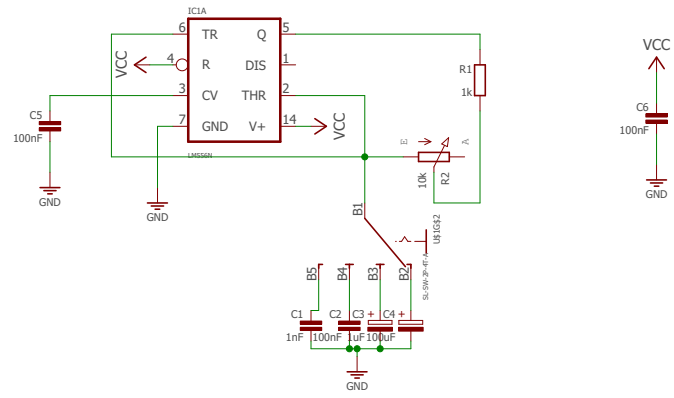 IC1A
6 TR Q 5
4 R DIS 1
3 CV THR 2
7 GND V+ 14
LM556N
VCC
VCC
C5
100nF
GND
GND
R1
1k
E A
10k
R2
VCC
C6
100nF
GND
B1
U$1G$2
SL-SW-2P-4T-A
B5 B4 B3 B2
C1 C2 C3 + C4 +
1nF 100nF 1uF 100uF
GND